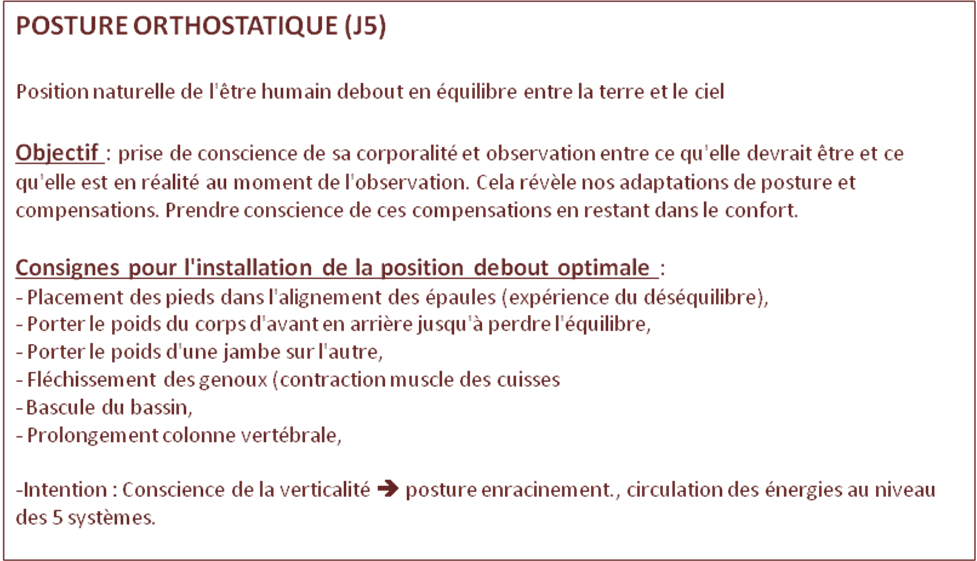 POSTURE ORTHOSTATIQUE (J5)
Position naturelle de l'être humain debout en équilibre entre la terre et le ciel
Objectif : prise de conscience de sa corporalité et observation entre ce qu'elle devrait être et ce
qu'elle est en réalité au moment de l'observation. Cela révèle nos adaptations de posture et
compensations. Prendre conscience de ces compensations en restant dans le confort.
Consignes pour l'installation de la position debout optimale :
- Placement des pieds dans l'alignement des épaules (expérience du déséquilibre),
- Porter le poids du corps d'avant en arrière jusqu'à perdre l'équilibre,
- Porter le poids d'une jambe sur l'autre,
- Fléchissement des genoux (contraction muscle des cuisses
- Bascule du bassin,
- Prolongement colonne vertébrale,
-Intention : Conscience de la verticalité ➔ posture enracinement., circulation des énergies au niveau
des 5 systèmes.